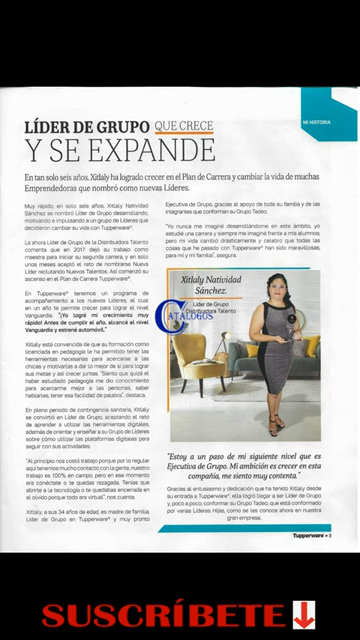 MI HISTORIA
LÍDER DE GRUPO QUE CRECE
Y SE EXPANDE
En tan solo seis años, Xitlaly ha logrado crecer en el Plan de Carrera y cambiar la vida de muchas
Emprendedoras que nombró como nuevas Líderes.
Muy rápido, en solo seis años, Xitlaly Natividad
Sánchez se nombró Líder de Grupo desarrollando,
motivando e impulsando a un grupo de Líderes que
decidieron cambiar su vida con Tupperware®.
La ahora Líder de Grupo de la Distribuidora Talento
comenta que en 2017 dejó su trabajo como
maestra para iniciar su segunda carrera, y en solo
unos meses aceptó el reto de nombrarse Nueva
Líder reclutando Nuevos Talentos. Así comenzó su
ascenso en el Plan de Carrera Tupperware®.
En Tupperware® tenemos un programa de
acompañamiento a los nuevos Líderes, el cual,
en un año te permite crecer para lograr el nivel
Vanguardia. "¡Yo logré mi crecimiento muy
rápido! Antes de cumplir el año, alcancé el nivel
Vanguardia y estrené automóvil,"
Xitlaly está convencida de que su formación como
licenciada en pedagogía le ha permitido tener las
herramientas necesarias para acercarse a las
chicas y motivarlas a dar lo mejor de sí para lograr
sus metas y así crecer juntas. "Siento que quizá el
haber estudiado pedagogía me dio conocimiento
para acercarme mejor a las personas, saber
hablarles, tener esa facilidad de palabra", destaca.
En pleno periodo de contingencia sanitaria, Xitlaly
se convirtió en Líder de Grupo, aceptando el reto
de aprender a utilizar las herramientas digitales,
además de orientar y enseñar a su Grupo de Líderes
sobre cómo utilizar las plataformas digitales para
seguir con sus actividades.
"Al principio nos costó trabajo porque por lo regular
aquí tenemos mucho contacto con la gente, nuestro
trabajo es 100% en campo, pero en ese momento
era conéctate o te quedas rezagada. Tenías que
abrirte a la tecnología o te quedabas encerrada en
el olvido porque todo era virtual", nos cuenta.
Xitlaly, a sus 34 años de edad, es madre de familia,
Líder de Grupo en Tupperware® y muy pronto
Ejecutiva de Grupo, gracias al apoyo de toda su familia y de las
integrantes que conforman su Grupo Tadeo.
"Yo nunca me imaginé desarrollándome en este ámbito, yo
estudié una carrera y siempre me imaginé frente a mis alumnos;
pero mi vida cambió drásticamente y celebro que todas las
cosas que he pasado con Tupperware® han sido maravillosas,
para mí y mi familia", asegura.
Xitlaly Natividad
Sánchez.
Líder de Grupo
Distribuidora Talento
CATÁLOGOS
"Estoy a un paso de mi siguiente nivel que es
Ejecutiva de Grupo. Mi ambición es crecer en esta
compañía, me siento muy contenta."
Gracias al entusiasmo y dedicación que ha tenido Xitlaly desde
su entrada a Tupperware®, ella logró llegar a ser Líder de Grupo
y, poco a poco, conformar su Grupo Tadeo, que está conformado
por varias Líderes Hijas, como se les conoce ahora en nuestra
gran empresa.
Tupperware® • 3
SUSCRÍBETE